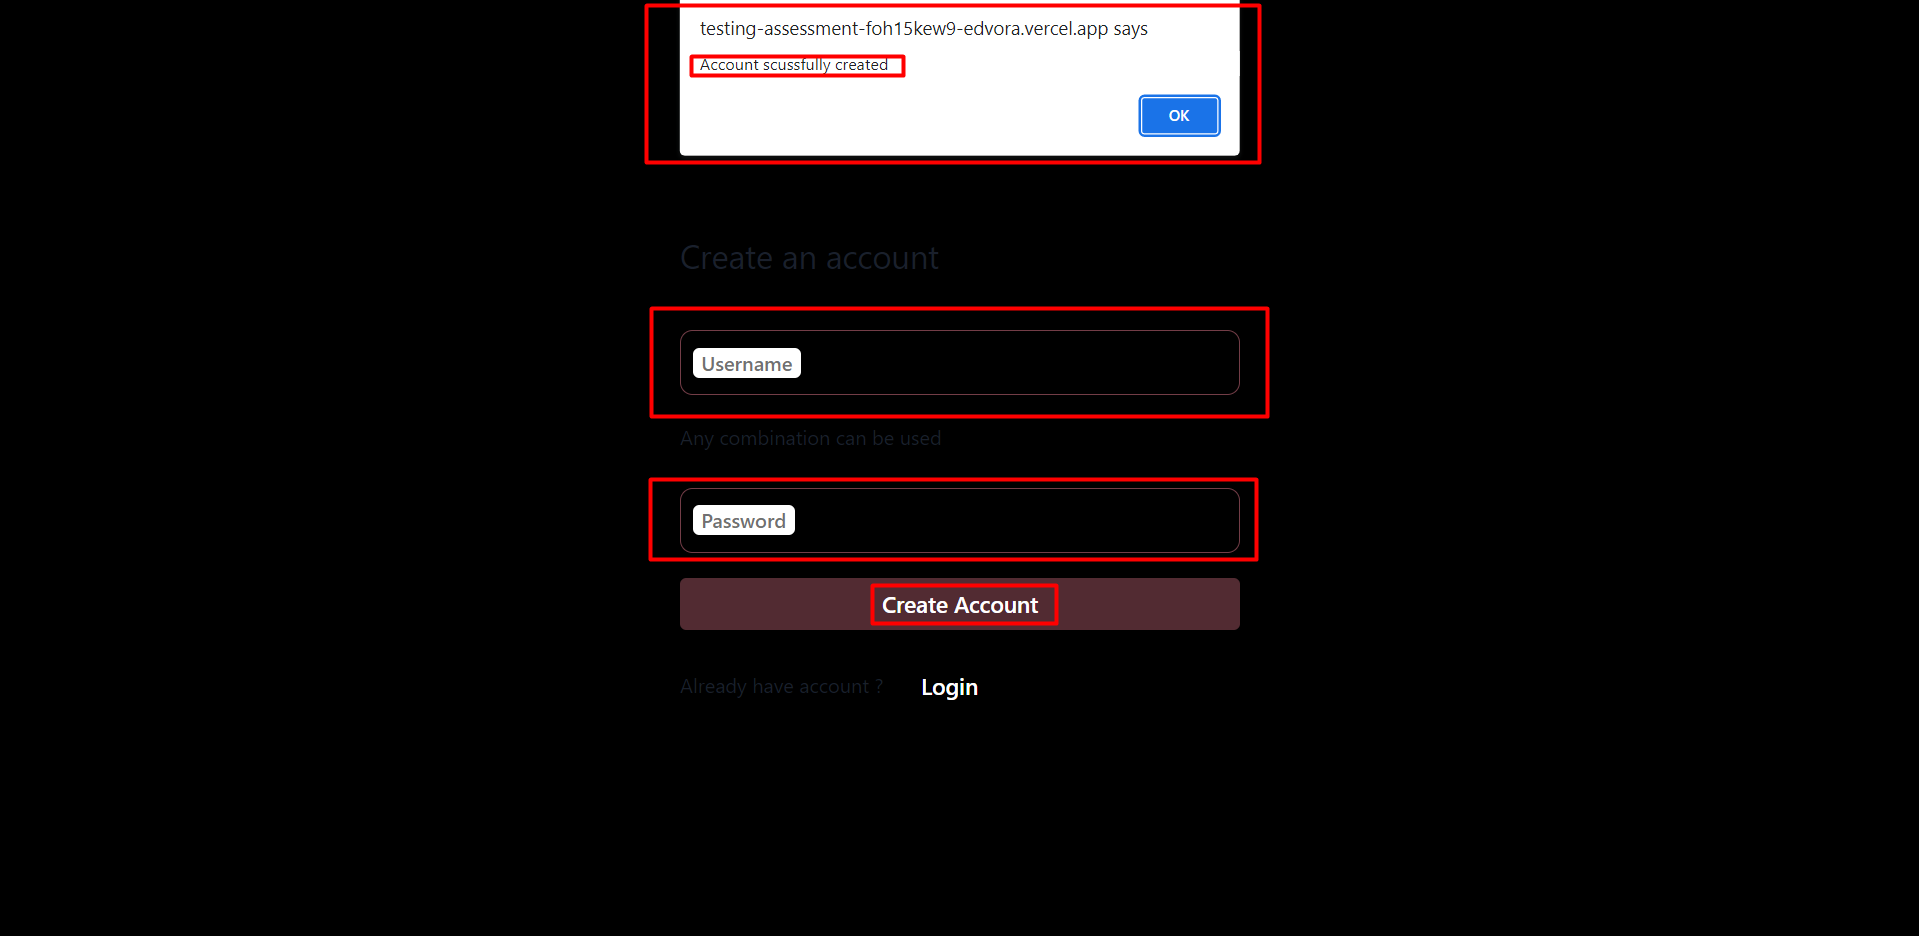 testing-assessment-foh15kew9-edvora.vercel.app says
Account scussfully created
OK
Create an account
Username
Any combination can be used
Password
Create Account
Already have account ? Login